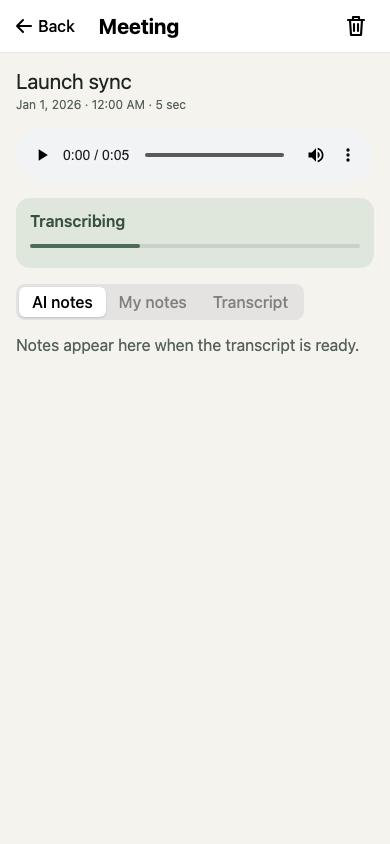 Back Meeting
Launch sync
Jan 1, 2026 · 12:00 AM · 5 sec
0:00 / 0:05
Transcribing
AI notes My notes Transcript
Notes appear here when the transcript is ready.